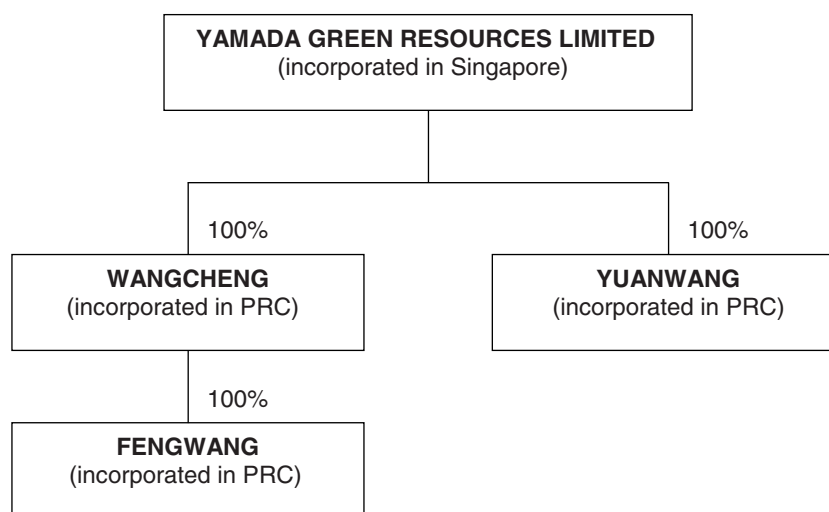 YAMADA GREEN RESOURCES LIMITED
(incorporated in Singapore)
100%
100%
WANGCHENG
(incorporated in PRC)
YUANWANG
(incorporated in PRC)
100%
FENGWANG
(incorporated in PRC)